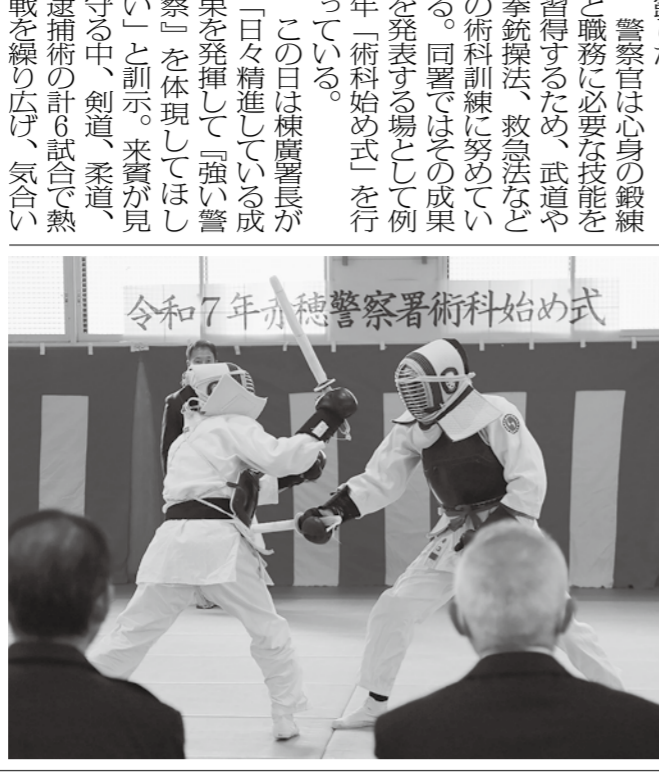 警察官は心身の鍛練
と職務に必要な技能を
習得するため、武道や
拳銃操法、救急法など
の術科訓練に努めてい
る。同署ではその成果
を発表する場として例
年「術科始め式」を行
っている。
この日は棟廣署長が
「日々精進している成
果を発揮して『強い警
察』を体現してほし
い」と訓示。来賓が見
守る中、剣道、柔道、
逮捕術の計6試合で熱
戦を繰り広げ、気合い
令和7年赤穂警察署術科始め式